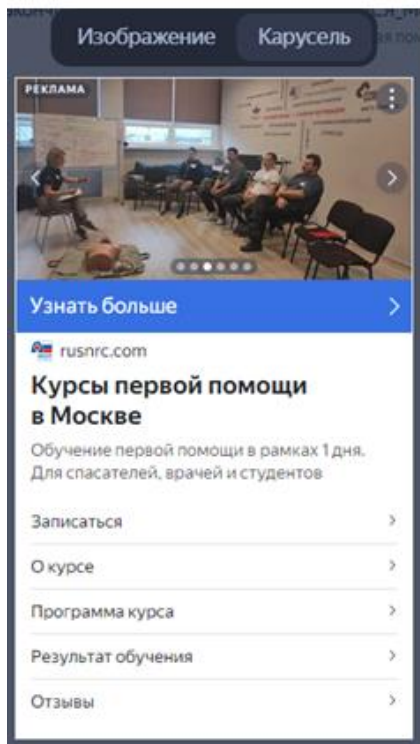 Изображение
Карусель
РЕКЛАМА
Узнать больше
rusnrc.com
Курсы первой помощи
в Москве
Обучение первой помощи в рамках 1 дня.
Для спасателей, врачей и студентов
Записаться
О курсе
Программа курса
Результат обучения
Отзывы